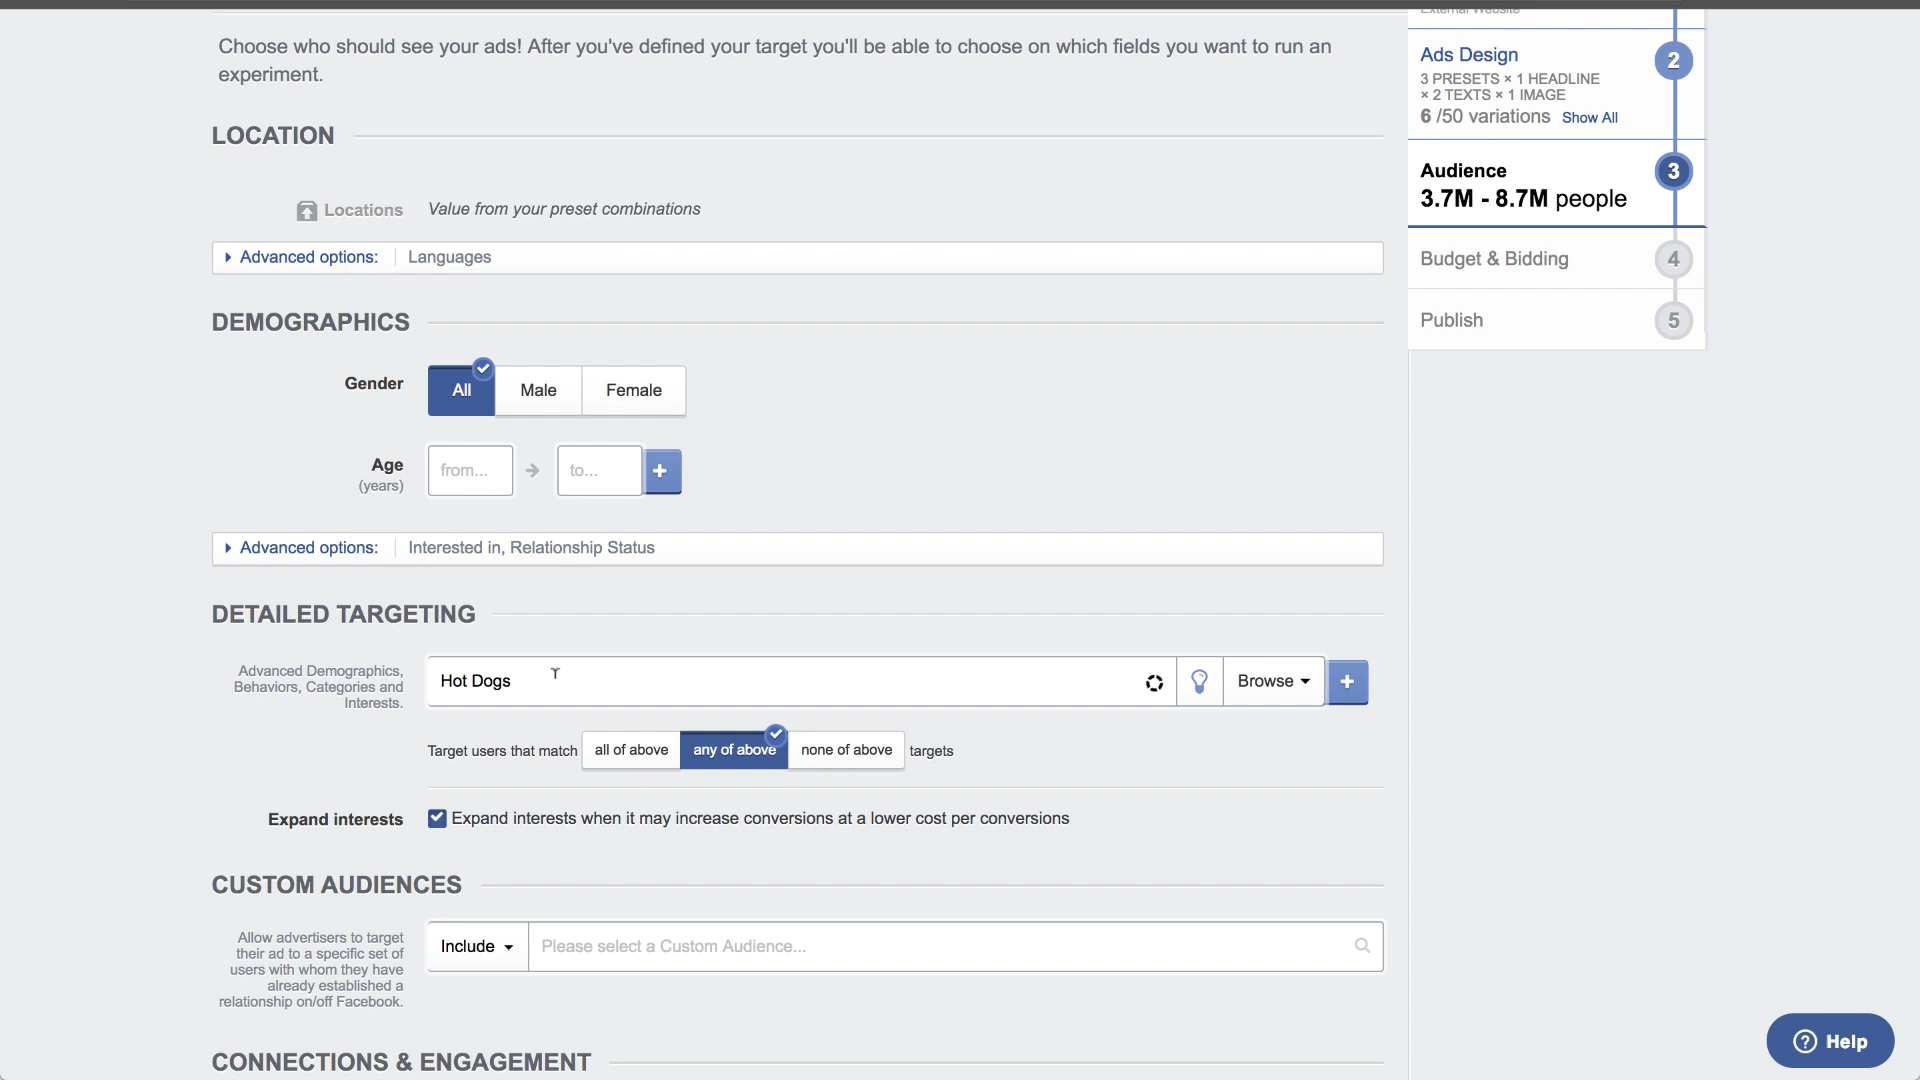 External Website
Choose who should see your ads! After you've defined your target you'll be able to choose on which fields you want to run an
experiment.
Ads Design
2
3 PRESETS × 1 HEADLINE
× 2 TEXTS × 1 IMAGE
6 /50 variations Show All
LOCATION
Audience
3
3.7M - 8.7M people
Locations Value from your preset combinations
Advanced options: Languages
Budget & Bidding 4
DEMOGRAPHICS
Publish 5
Gender All Male Female
Age
(years)
from... to... +
Advanced options: Interested in, Relationship Status
DETAILED TARGETING
Advanced Demographics,
Behaviors, Categories and
Interests.
Hot Dogs Browse +
Target users that match all of above any of above none of above targets
Expand interests Expand interests when it may increase conversions at a lower cost per conversions
CUSTOM AUDIENCES
Allow advertisers to target
their ad to a specific set of
users with whom they have
already established a
relationship on/off Facebook.
Include Please select a Custom Audience...
? Help
CONNECTIONS & ENGAGEMENT